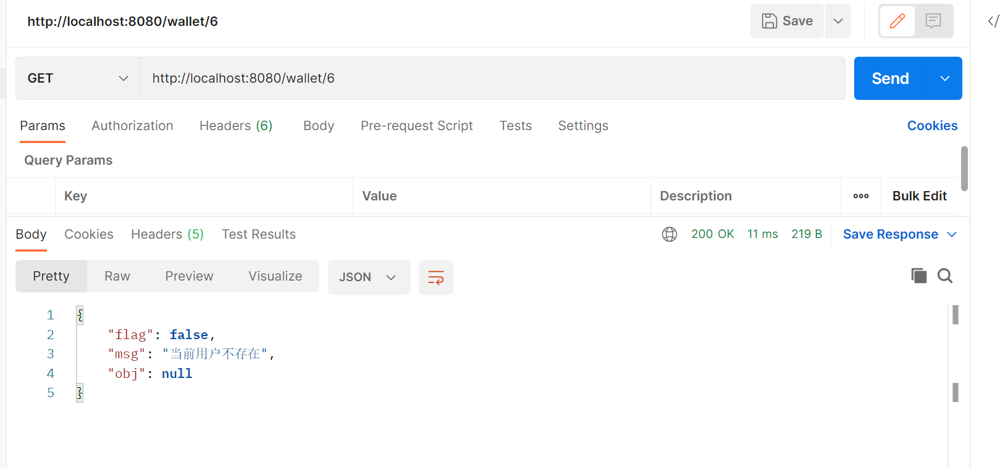 http://localhost:8080/wallet/6
Save
</>
GET
http://localhost:8080/wallet/6
Send
Params Authorization Headers (6) Body Pre-request Script Tests Settings Cookies
Query Params
Key Value Description ooo Bulk Edit
Body Cookies Headers (5) Test Results 200 OK 11 ms 219 B Save Response
Pretty Raw Preview Visualize JSON
1 {
2 "flag": false,
3 "msg": "当前用户不存在",
4 "obj": null
5 }